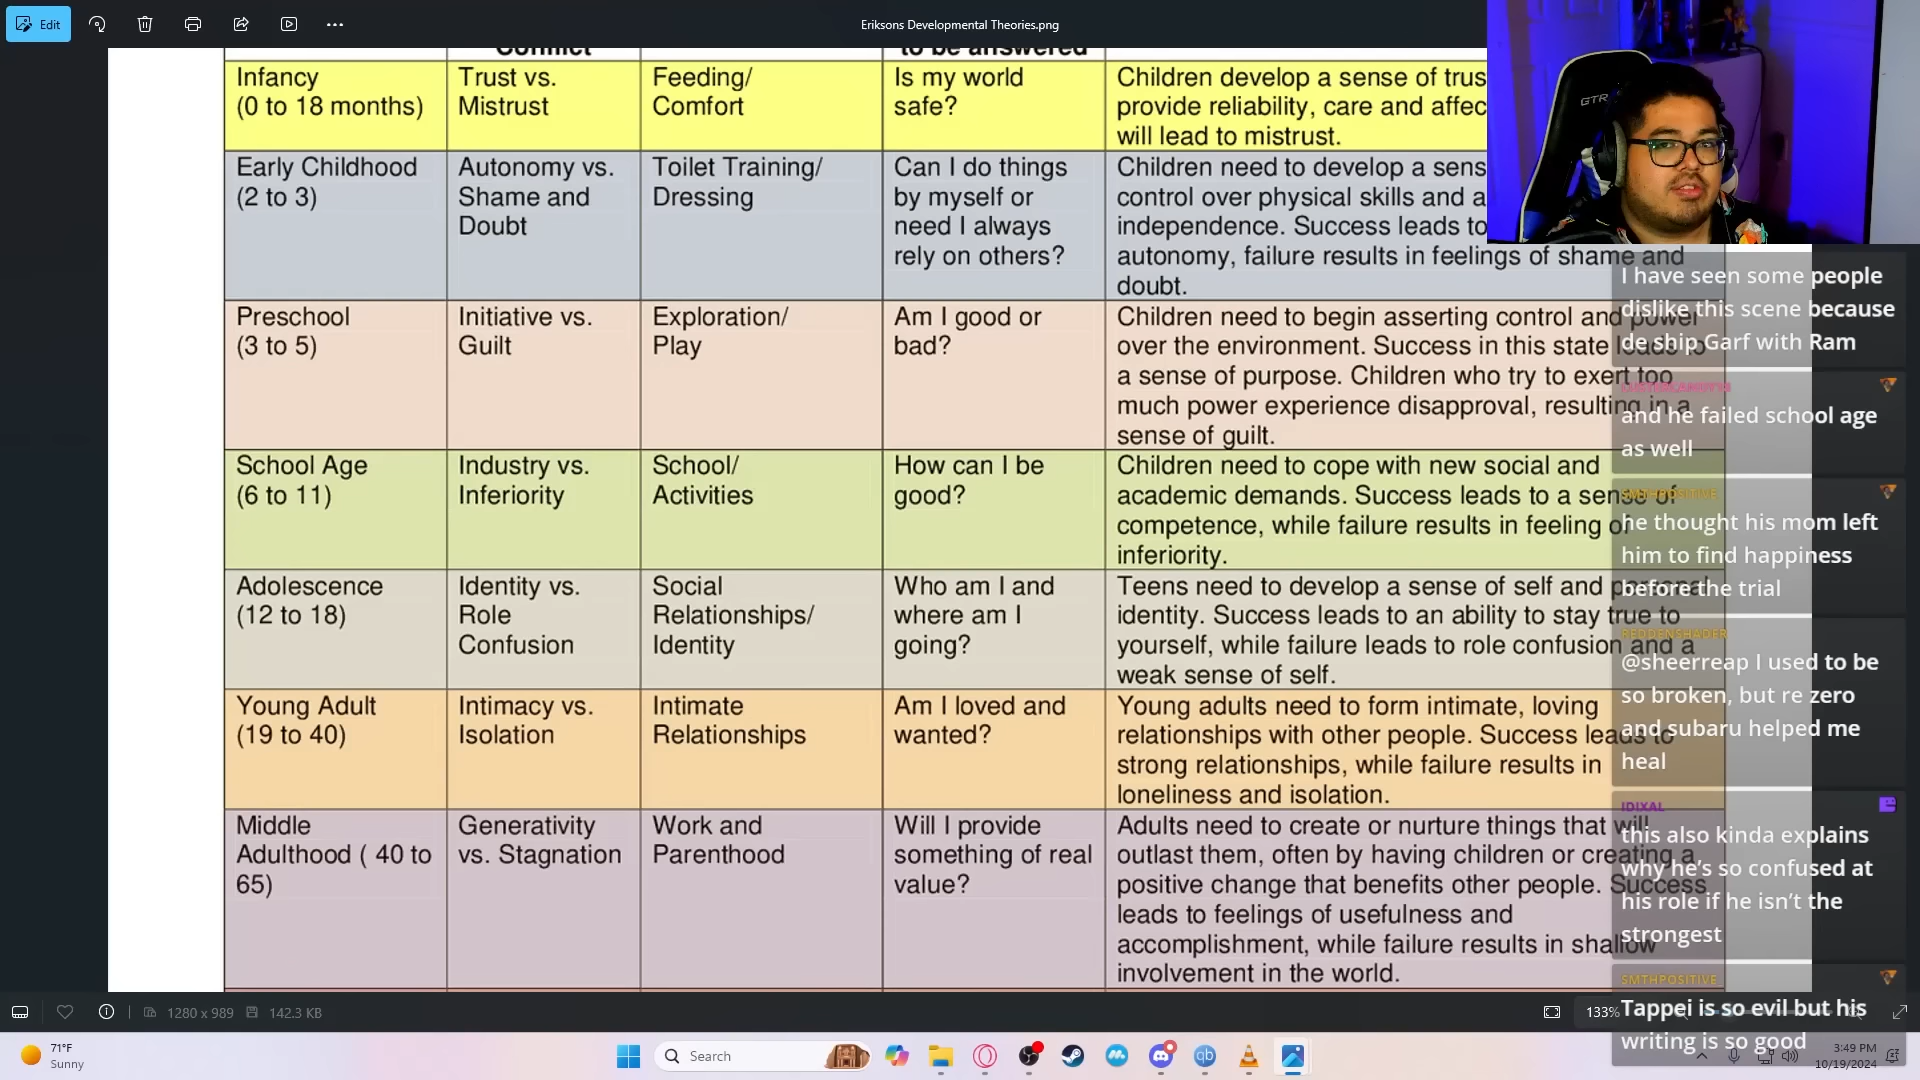 Edit
Eriksons Developmental Theories.png
Conflict
to be answered
Infancy
(0 to 18 months)
Trust vs.
Mistrust
Feeding/
Comfort
Is my world
safe?
Children develop a sense of trus
provide reliability, care and affec
will lead to mistrust.
Early Childhood
(2 to 3)
Autonomy vs.
Shame and
Doubt
Toilet Training/
Dressing
Can I do things
by myself or
need I always
rely on others?
Children need to develop a sens
control over physical skills and a
independence. Success leads to
autonomy, failure results in feelings of shame and
doubt.
Preschool
(3 to 5)
Initiative vs.
Guilt
Exploration/
Play
Am I good or
bad?
Children need to begin asserting control and power
over the environment. Success in this state leads to
a sense of purpose. Children who try to exert too
much power experience disapproval, resulting in a
sense of guilt.
School Age
(6 to 11)
Industry vs.
Inferiority
School/
Activities
How can I be
good?
Children need to cope with new social and
academic demands. Success leads to a sense of
competence, while failure results in feeling of
inferiority.
Adolescence
(12 to 18)
Identity vs.
Role
Confusion
Social
Relationships/
Identity
Who am I and
where am I
going?
Teens need to develop a sense of self and personal
identity. Success leads to an ability to stay true to
yourself, while failure leads to role confusion and a
weak sense of self.
Young Adult
(19 to 40)
Intimacy vs.
Isolation
Intimate
Relationships
Am I loved and
wanted?
Young adults need to form intimate, loving
relationships with other people. Success leads to
strong relationships, while failure results in
loneliness and isolation.
Middle
Adulthood ( 40 to
65)
Generativity
vs. Stagnation
Work and
Parenthood
Will I provide
something of real
value?
Adults need to create or nurture things that will
outlast them, often by having children or creating a
positive change that benefits other people. Success
leads to feelings of usefulness and
accomplishment, while failure results in shallow
involvement in the world.
GTR
I have seen some people
dislike this scene because
de ship Garf with Ram
and he failed school age
as well
SMTHPOSITIVE
he thought his mom left
him to find happiness
before the trial
REDDENSHADER
@sheerreap I used to be
so broken, but re zero
and subaru helped me
heal
IDIXAL
this also kinda explains
why he's so confused at
his role if he isn't the
strongest
SMTHPOSITIVE
Tappei is so evil but his
writing is so good
1280 x 989
142.3 KB
133%
71°F
Sunny
Search
3:49 PM
10/19/2024